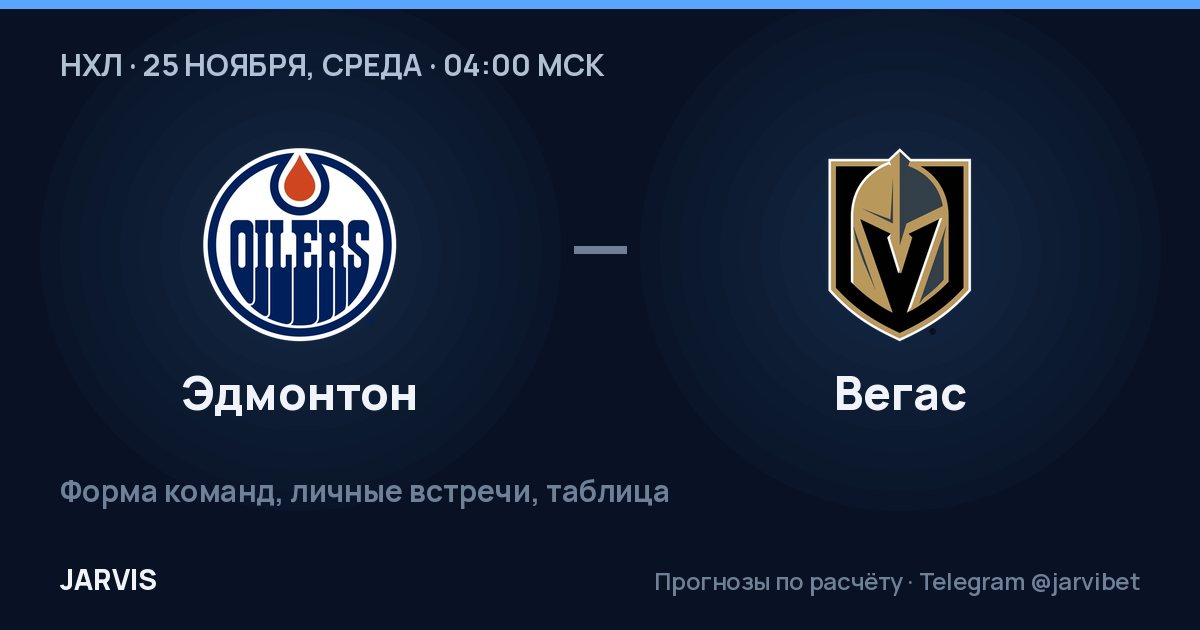 НХЛ · 25 НОЯБРЯ, СРЕДА · 04:00 МСК
OILERS
—
Эдмонтон
Вегас
Форма команд, личные встречи, таблица
JARVIS
Прогнозы по расчёту · Telegram @jarvibet